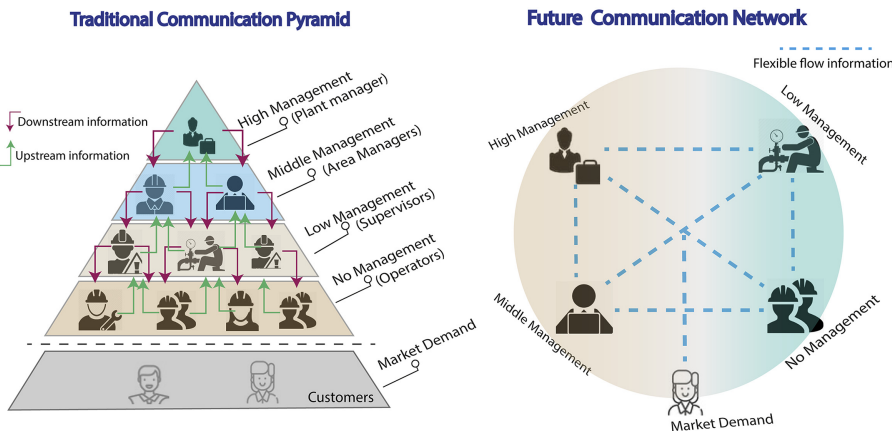 Traditional Communication Pyramid
Downstream information
Upstream information
High Management
(Plant manager)
Middle Management
(Area Managers)
Low Management
(Supervisors)
No Management
(Operators)
Market Demand
Customers
Future Communication Network
Flexible flow information
High Management
Low Management
Middle Management
No Management
Market Demand